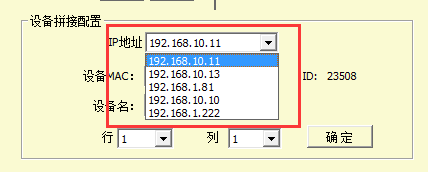 设备拼接配置
IP地址 192.168.10.11
192.168.10.11
设备MAC: 192.168.10.13 ID: 23508
192.168.1.81
设备名: 192.168.10.10
192.168.1.222
行 1 列 1 确定